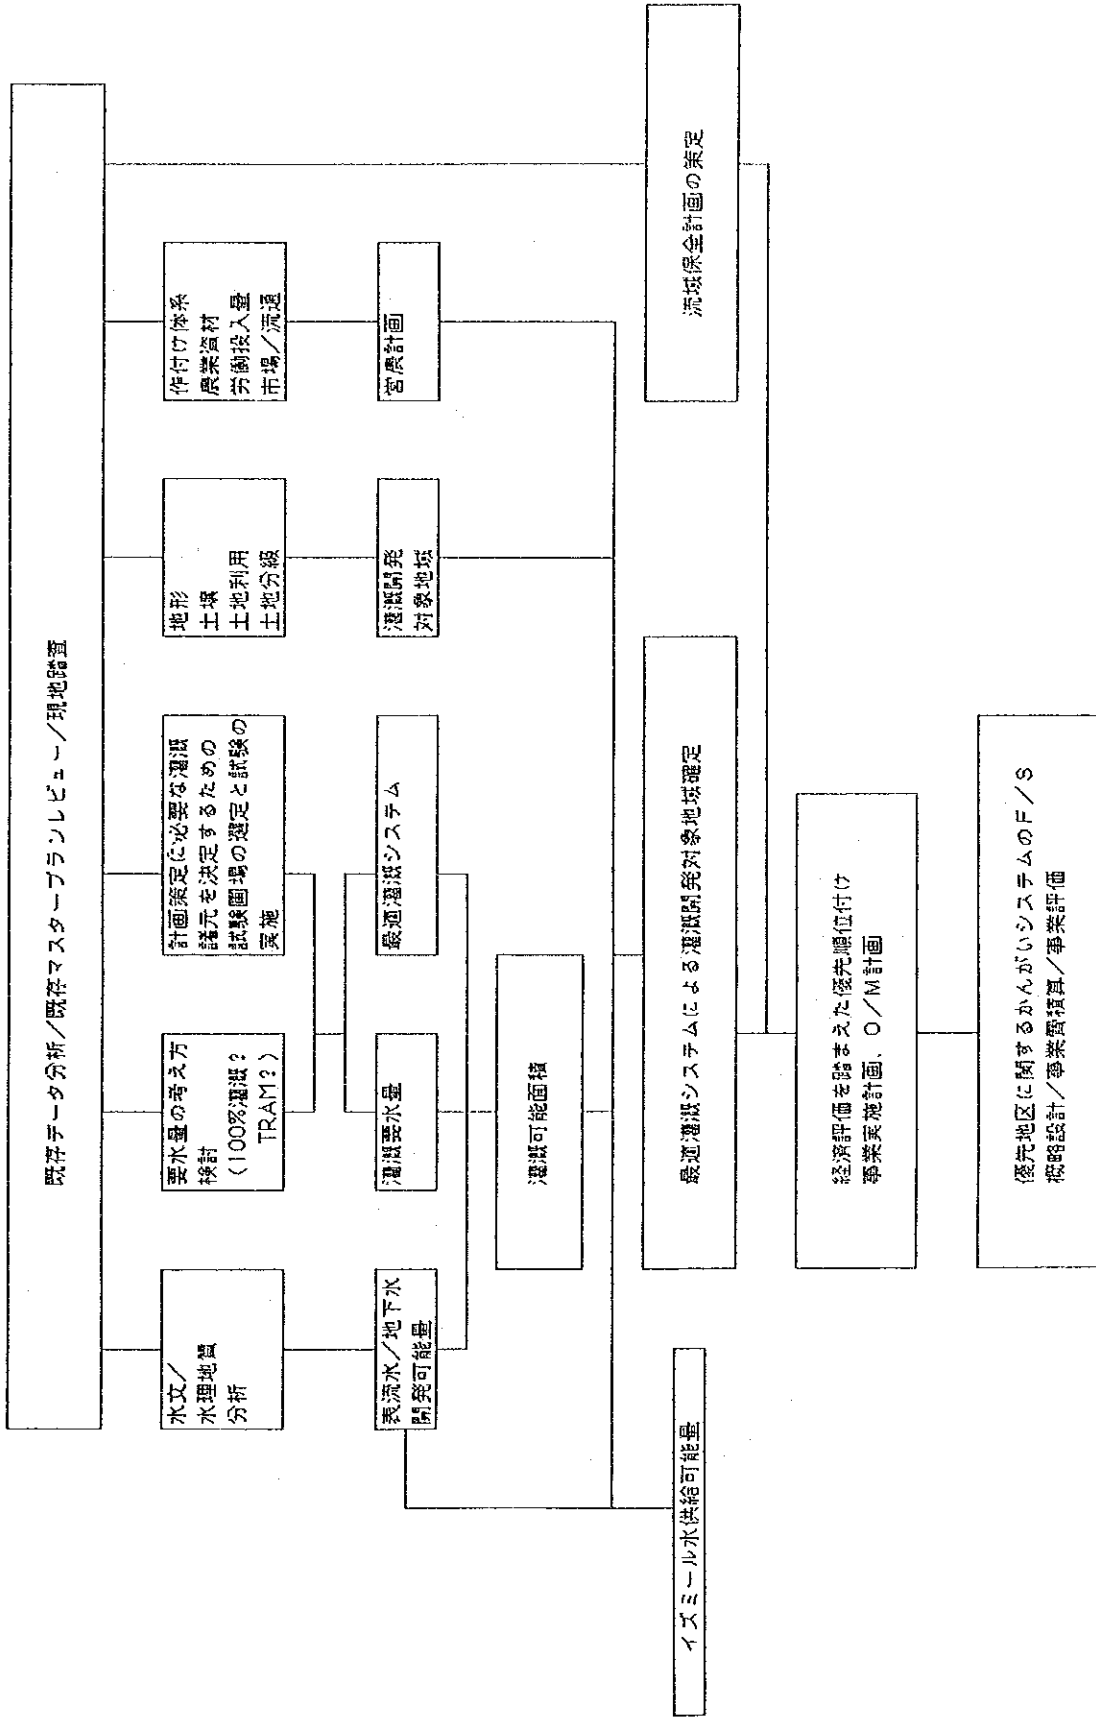 既存データ分析／既存マスタープランレビュー／現地踏査
水文／
水理地質
分析
要水量の考え方
検討
(100%灌漑?
TRAM?)
計画策定に必要な灌漑
諸元を決定するための
試験圃場の選定と試験の
実施
地形
土壌
土地利用
土地分級
作付け体系
農業資材
労働投入量
市場／流通
表流水／地下水
開発可能量
灌漑要水量
最適灌漑システム
灌漑開発
対象地域
営農計画
灌漑可能面積
イズミール水供給可能量
最適灌漑システムによる灌漑開発対象地域確定
流域保全計画の策定
経済評価を踏まえた優先順位付け
事業実施計画、O／M計画
優先地区に関するかんがいシステムのF／S
概略設計／事業費積算／事業評価